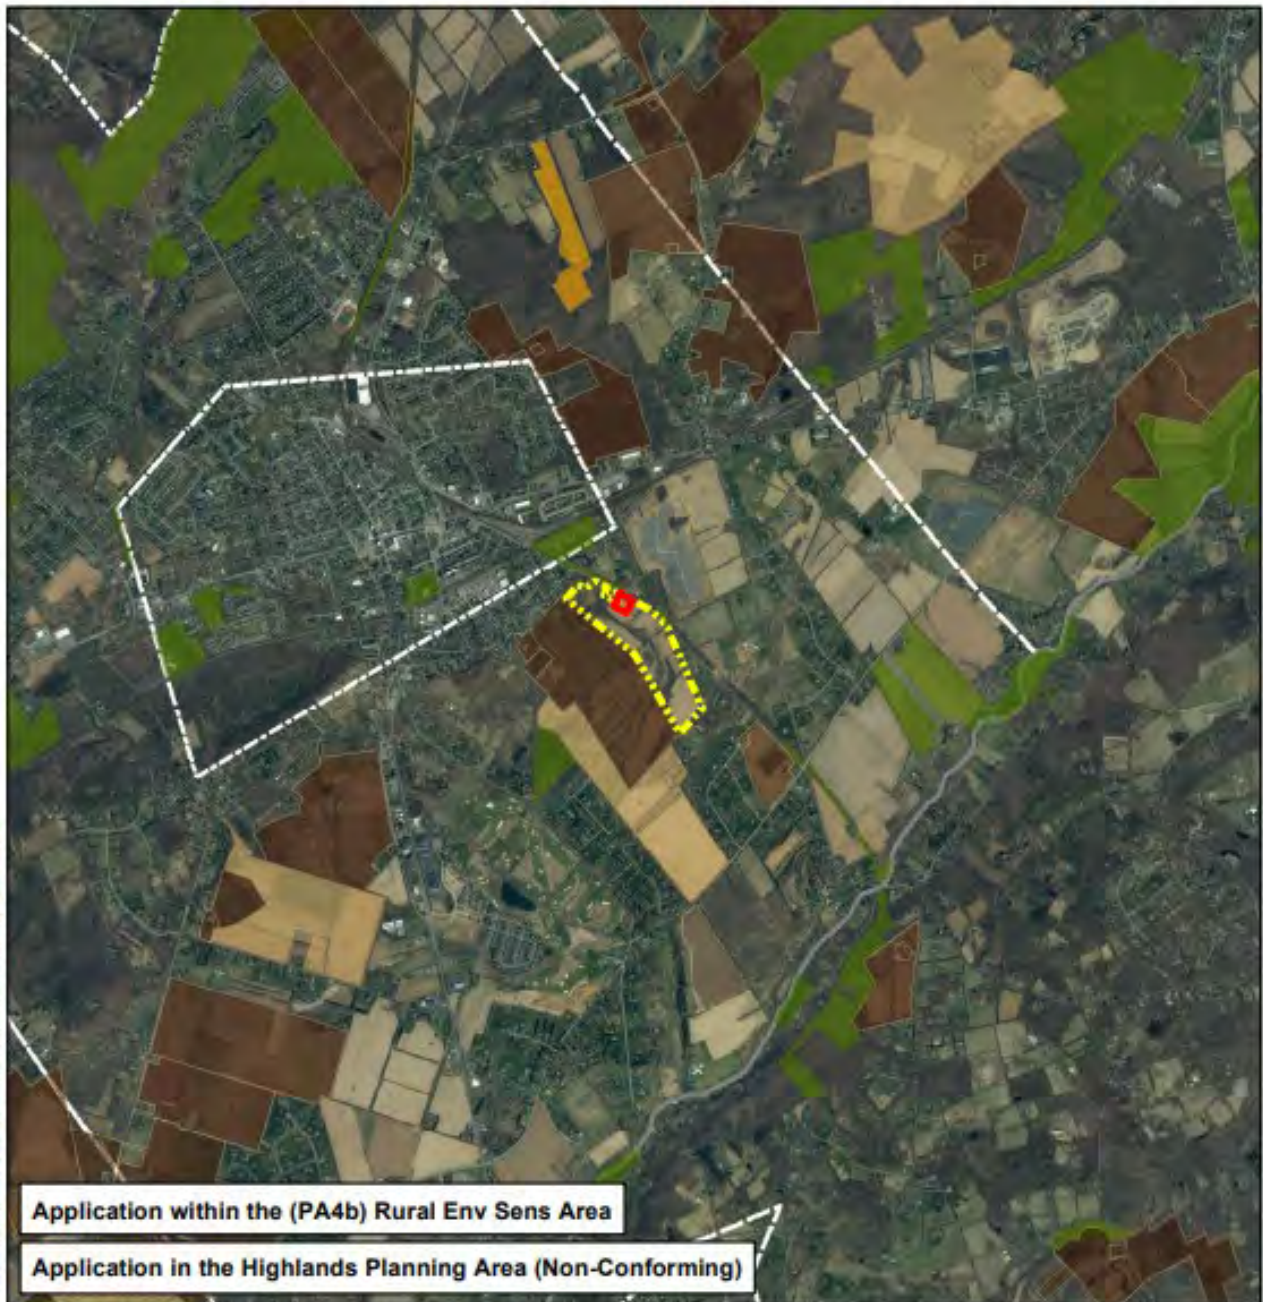 Application within the (PA4b) Rural Env Sens Area
Application in the Highlands Planning Area (Non-Conforming)